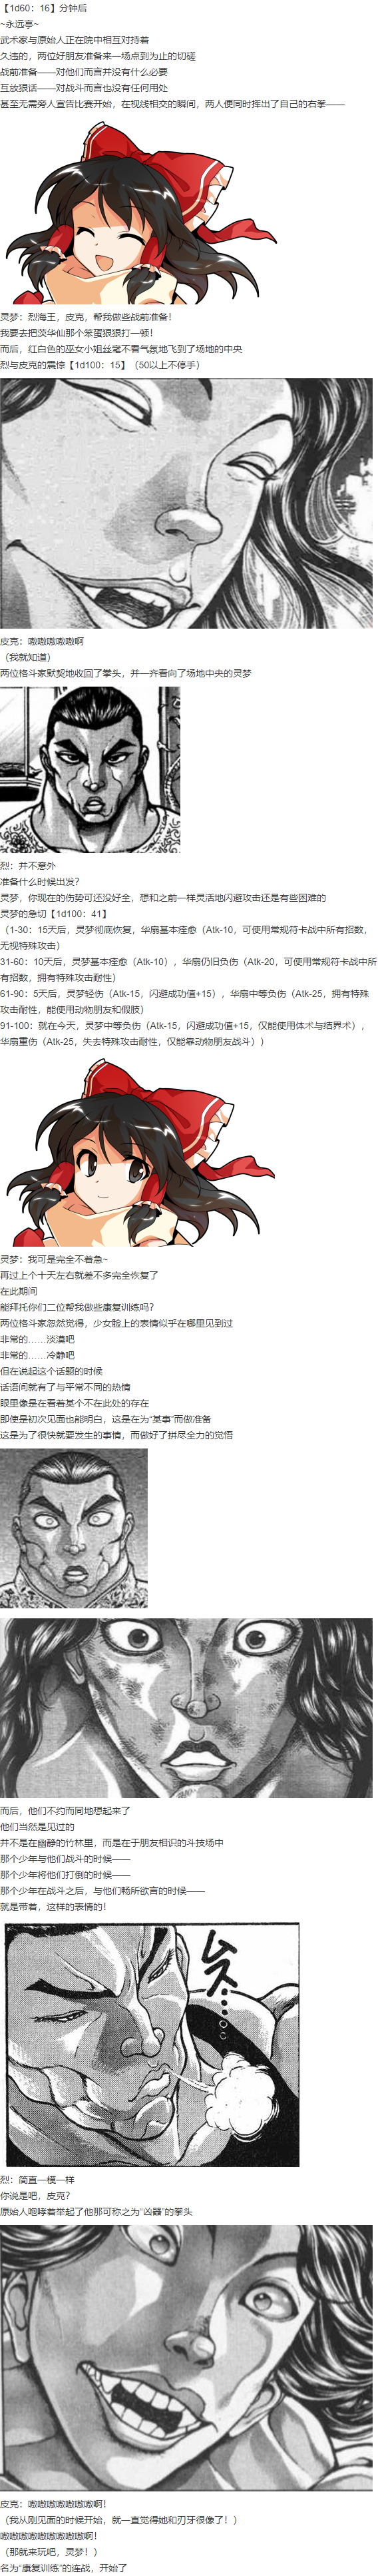 【1d60：16】分钟后
~永远亭~
武术家与原始人正在院中相互对持着
久违的，两位好朋友准备来一场点到为止的切磋
战前准备——对他们而言并没有什么必要
互放狠话——对战斗而言也没有任何用处
甚至无需旁人宣告比赛开始，在视线相交的瞬间，两人便同时挥出了自己的右拳——
灵梦：烈海王，皮克，帮我做些战前准备！
我要去把茨华仙那个笨蛋狠狠打一顿！
而后，红白色的巫女小姐丝毫不看气氛地飞到了场地的中央
烈与皮克的震惊【1d100：15】（50以上不停手）
皮克：嗷嗷嗷嗷嗷啊
（我就知道）
两位格斗家默契地收回了拳头，并一齐看向了场地中央的灵梦
烈：并不意外
准备什么时候出发？
灵梦，你现在的伤势可还没好全，想和之前一样灵活地闪避攻击还是有些困难的
灵梦的急切【1d100：41】
（1-30：15天后，灵梦彻底恢复，华扇基本痊愈（Atk-10，可使用常规符卡战中所有招数，
无视特殊攻击）
31-60：10天后，灵梦基本痊愈（Atk-10），华扇仍旧负伤（Atk-20，可使用常规符卡战中所
有招数，拥有特殊攻击耐性）
61-90：5天后，灵梦轻伤（Atk-15，闪避成功值+15），华扇中等负伤（Atk-25，拥有特殊
攻击耐性，能使用动物朋友和假肢）
91-100：就在今天，灵梦中等负伤（Atk-15，闪避成功值+15，仅能使用体术与结界术），
华扇重伤（Atk-25，失去特殊攻击耐性，仅能靠动物朋友战斗））
灵梦：我可是完全不着急~
再过上个十天左右就差不多完全恢复了
在此期间
能拜托你们二位帮我做些康复训练吗？
两位格斗家忽然觉得，少女脸上的表情似乎在哪里见到过
非常的……淡漠吧
非常的……冷静吧
但在说起这个话题的时候
话语间就有了与平常不同的热情
眼里像是在看着某个不在此处的存在
即使是初次见面也能明白，这是在为“某事”而做准备
这是为了很快就要发生的事情，而做好了拼尽全力的觉悟
而后，他们不约而同地想起来了
他们当然是见过的
并不是在幽静的竹林里，而是在于朋友相识的斗技场中
那个少年与他们战斗的时候——
那个少年将他们打倒的时候——
那个少年在战斗之后，与他们畅所欲言的时候——
就是带着，这样的表情的！
ムス……
烈：简直一模一样
你说是吧，皮克？
原始人咆哮着举起了他那可称之为“凶器”的拳头
皮克：嗷嗷嗷嗷嗷嗷嗷啊！
（我从刚见面的时候开始，就一直觉得她和刃牙很像了！）
嗷嗷嗷嗷嗷嗷嗷嗷嗷啊！
（那就来玩吧，灵梦！）
名为“康复训练”的连战，开始了